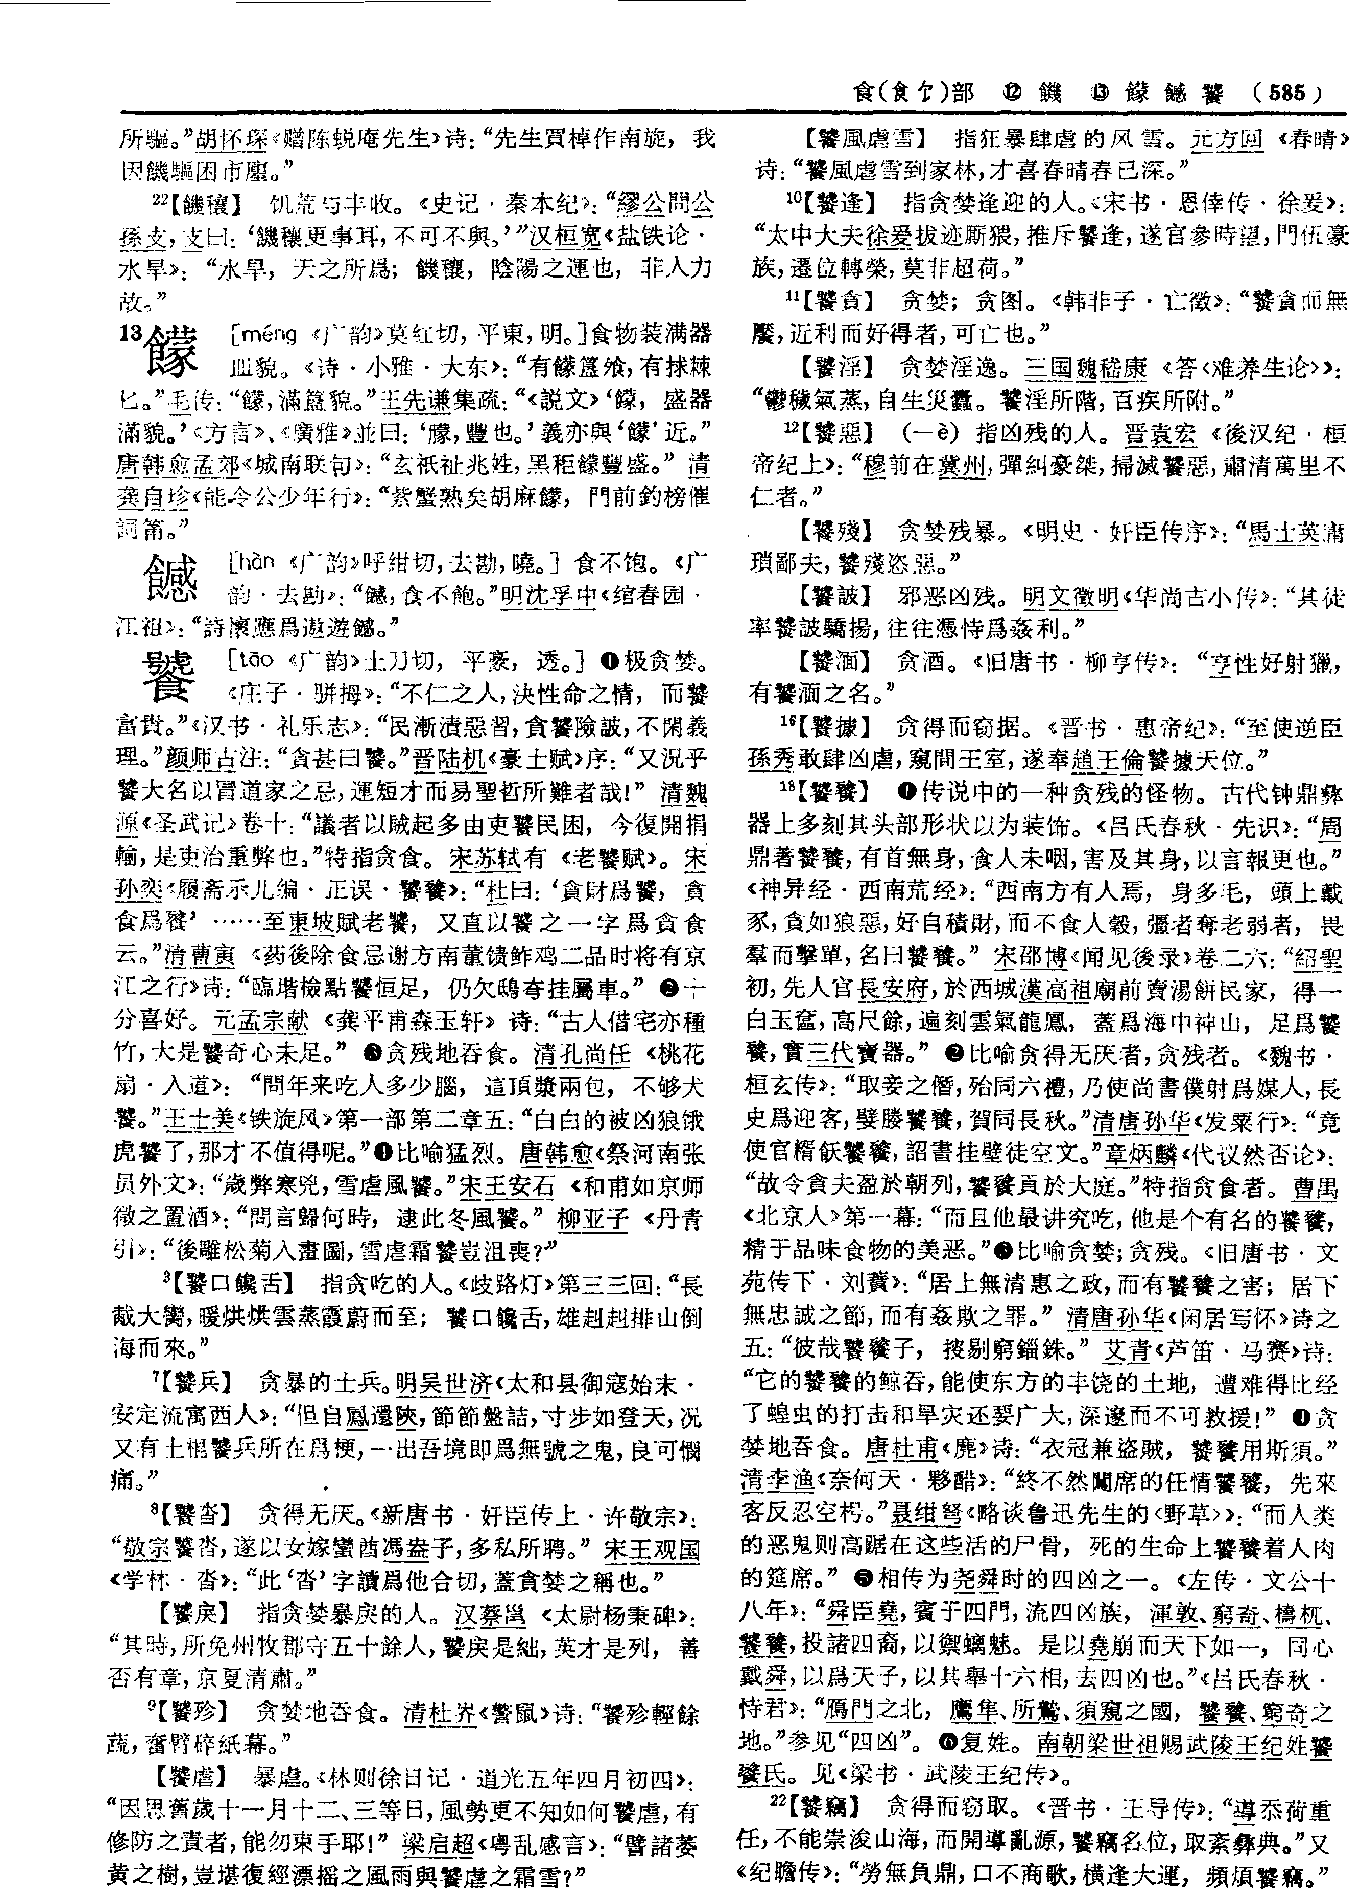 食(飠饣)部 ⑫饑 ⑬饛 𩟕 饕 (585)
所驅。”胡怀琛《赠陈蜕庵先生》诗：“先生買棹作南旋，我
因饑驅困市廛。”
22【饑穰】 饥荒与丰收。《史记·秦本纪》：“繆公問公
孫支，支曰：‘饑穰更事耳，不可不與。’”汉桓宽《盐铁论·
水旱》：“水旱，天之所爲；饑穰，陰陽之運也，非人力
故。”
13饛 [méng 《广韵》莫红切，平東，明。]食物装满器
皿貌。《诗·小雅·大东》：“有饛簋飧，有捄棘
匕。”毛传：“饛，滿簋貌。”王先谦集疏：“《説文》‘饛，盛器
滿貌。’《方言》、《廣雅》並曰：‘朦，豐也。’義亦與‘饛’近。”
唐韩愈孟郊《城南联句》：“玄祇祉兆姓，黑秬饛豐盛。” 清
龚自珍《能令公少年行》：“紫蟹熟矣胡麻饛，門前釣榜催
詞筩。”
𩟕 [hàn 《广韵》呼绀切，去勘，曉。] 食不饱。《广
韵·去勘》：“𩟕，食不飽。”明沈孚中《绾春园·
江祖》：“詩懷應爲遨遊𩟕。”
饕 [tāo 《广韵》土刀切，平豪，透。] ❶极贪婪。
《庄子·骈拇》：“不仁之人，決性命之情，而饕
富貴。”《汉书·礼乐志》：“民漸漬惡習，貪饕險詖，不閑義
理。”颜师古注：“貪甚曰饕。”晋陆机《豪士赋》序：“又況乎
饕大名以冒道家之忌，運短才而易聖哲所難者哉！” 清魏
源《圣武记》卷十：“議者以賊起多由吏饕民困，今復開捐
輸，是吏治重弊也。”特指贪食。宋苏轼有《老饕赋》。宋
孙奕《履斋示儿编·正误·饕餮》：“杜曰：‘貪財爲饕，貪
食爲餮’……至東坡賦老饕，又直以饕之一字爲貪食
云。”清曹寅《药後除食忌谢方南董馈鲊鸡二品时将有京
江之行》诗：“臨堦檢點饕恒足，仍欠鴟夸挂屬車。” ❷十
分喜好。元孟宗献《龚平甫森玉轩》诗：“古人借宅亦種
竹，大是饕奇心未足。” ❸贪残地吞食。清孔尚任《桃花
扇·入道》：“問年来吃人多少腦，這頂漿兩包，不够犬
饕。”王士美《铁旋风》第一部第二章五：“白白的被凶狼饿
虎饕了，那才不值得呢。”❹比喻猛烈。唐韩愈《祭河南张
员外文》：“歲弊寒兇，雪虐風饕。”宋王安石《和甫如京师
微之置酒》：“問言歸何時，逮此冬風饕。” 柳亚子《丹青
引》：“後雕松菊入畫圖，雪虐霜饕豈沮喪？”
3【饕口饞舌】 指贪吃的人。《歧路灯》第三三回：“長
戟大嚮，暖烘烘雲蒸霞蔚而至；饕口饞舌，雄赳赳排山倒
海而來。”
7【饕兵】 贪暴的士兵。明吴世济《太和县御寇始末·
安定流寓西人》：“但自鳳還陝，節節盤詰，寸步如登天，况
又有土棍饕兵所在爲梗，一出吾境即爲無號之鬼，良可憫
痛。”
8【饕沓】 贪得无厌。《新唐书·奸臣传上·许敬宗》：
“敬宗饕沓，遂以女嫁蠻酋馮盎子，多私所聘。” 宋王观国
《学林·沓》：“此‘沓’字讀爲他合切，蓋貪婪之稱也。”
【饕戾】 指贪婪暴戾的人。汉蔡邕《太尉杨秉碑》：
“其時，所免州牧郡守五十餘人，饕戾是絀，英才是列，善
否有章，京夏清肅。”
9【饕殄】 贪婪地吞食。清杜岕《警鼠》诗：“饕殄輕餘
蔬，奮臂碎紙幕。”
【饕虐】 暴虐。《林则徐日记·道光五年四月初四》：
“因思舊歲十一月十二、三等日，風勢更不知如何饕虐，有
修防之責者，能勿束手耶！” 梁启超《粤乱感言》：“譬諸萎
黄之樹，豈堪復經漂摇之風雨與饕虐之霜雪？”
【饕風虐雪】 指狂暴肆虐的风雪。元方回《春晴》
诗：“饕風虐雪到家林，才喜春晴春已深。”
10【饕逢】 指贪婪逢迎的人。《宋书·恩倖传·徐爰》：
“太中大夫徐爰拔迹厮猥，推斥饕逢，遂官參時望，門伍豪
族，遷位轉榮，莫非超荷。”
11【饕貪】 贪婪；贪图。《韩非子·亡徵》：“饕貪而無
饜，近利而好得者，可亡也。”
【饕淫】 贪婪淫逸。三国魏嵇康《答〈难养生论〉》：
“鬱穢氣蒸，自生災蠹。饕淫所階，百疾所附。”
12【饕惡】 (—è) 指凶残的人。晋袁宏《後汉纪·桓
帝纪上》：“穆前在冀州，彈糾豪桀，掃滅饕惡，肅清萬里不
仁者。”
【饕殘】 贪婪残暴。《明史·奸臣传序》：“馬士英庸
瑣鄙夫，饕殘恣惡。”
【饕詖】 邪恶凶残。明文徵明《华尚古小传》：“其徒
率饕詖驕揚，往往憑恃爲姦利。”
【饕湎】 贪酒。《旧唐书·柳亨传》：“亨性好射獵，
有饕湎之名。”
16【饕據】 贪得而窃据。《晋书·惠帝纪》：“至使逆臣
孫秀敢肆凶虐，窺間王室，遂奉趙王倫饕據天位。”
18【饕餮】 ❶传说中的一种贪残的怪物。古代钟鼎彝
器上多刻其头部形状以为装饰。《吕氏春秋·先识》：“周
鼎著饕餮，有首無身，食人未咽，害及其身，以言報更也。”
《神异经·西南荒经》：“西南方有人焉，身多毛，頭上戴
豕，貪如狼惡，好自積財，而不食人穀，彊者奪老弱者，畏
羣而擊單，名曰饕餮。” 宋邵博《闻见後录》卷二六：“紹聖
初，先人官長安府，於西城漢高祖廟前賣湯餅民家，得一
白玉奩，高尺餘，遍刻雲氣龍鳳，蓋爲海中神山，足爲饕
餮，實三代寶器。” ❷比喻贪得无厌者，贪残者。《魏书·
桓玄传》：“取妾之僭，殆同六禮，乃使尚書僕射爲媒人，長
史爲迎客，嬖媵饕餮，賀同長秋。”清唐孙华《发粟行》：“竟
使官糈飫饕餮，詔書挂壁徒空文。”章炳麟《代议然否论》：
“故令貪夫盈於朝列，饕餮貢於大庭。”特指贪食者。曹禺
《北京人》第一幕：“而且他最讲究吃，他是个有名的饕餮，
精于品味食物的美恶。”❸比喻贪婪；贪残。《旧唐书·文
苑传下·刘蕡》：“居上無清惠之政，而有饕餮之害；居下
無忠誠之節，而有姦欺之罪。” 清唐孙华《闲居写怀》诗之
五：“彼哉饕餮子，按剔窮錙銖。” 艾青《芦笛·马赛》诗：
“它的饕餮的鲸吞，能使东方的丰饶的土地，遭难得比经
了蝗虫的打击和旱灾还要广大，深邃而不可救援！” ❹贪
婪地吞食。唐杜甫《麂》诗：“衣冠兼盜賊，饕餮用斯須。”
清李渔《奈何天·夥醋》：“終不然闖席的任情饕餮，先來
客反忍空枵。”聂绀弩《略谈鲁迅先生的〈野草〉》：“而人类
的恶鬼则高踞在这些活的尸骨，死的生命上饕餮着人肉
的筵席。” ❺相传为尧舜时的四凶之一。《左传·文公十
八年》：“舜臣堯，賓于四門，流四凶族，渾敦、窮奇、檮杌、
饕餮，投諸四裔，以禦螭魅。是以堯崩而天下如一，同心
戴舜，以爲天子，以其舉十六相，去四凶也。”《吕氏春秋·
恃君》：“鴈門之北，鷹隼、所鷙、須窺之國，饕餮、窮奇之
地。”参见“四凶”。❻复姓。南朝梁世祖赐武陵王纪姓饕
餮氏。见《梁书·武陵王纪传》。
22【饕竊】 贪得而窃取。《晋书·王导传》：“導忝荷重
任，不能崇浚山海，而開導亂源，饕竊名位，取紊彝典。”又
《纪瞻传》：“勞無負鼎，口不商歌，横逢大運，頻煩饕竊。”